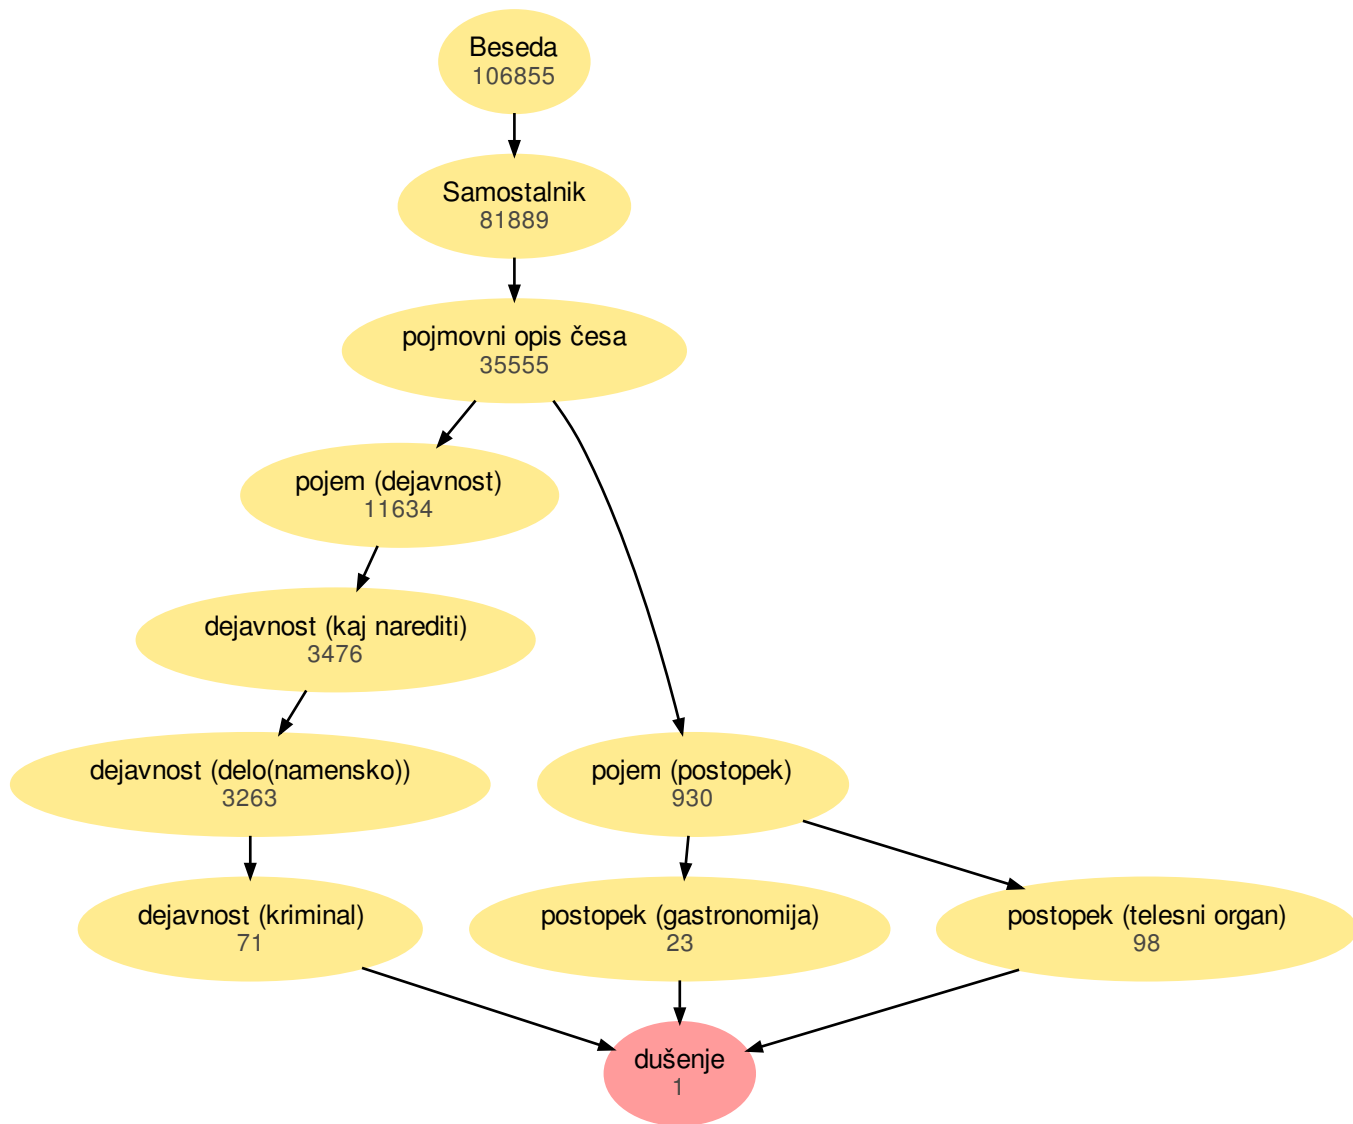 Beseda
106855
Samostalnik
81889
pojmovni opis česa
35555
pojem (dejavnost)
11634
dejavnost (kaj narediti)
3476
dejavnost (delo(namensko))
3263
pojem (postopek)
930
dejavnost (kriminal)
71
postopek (gastronomija)
23
postopek (telesni organ)
98
dušenje
1